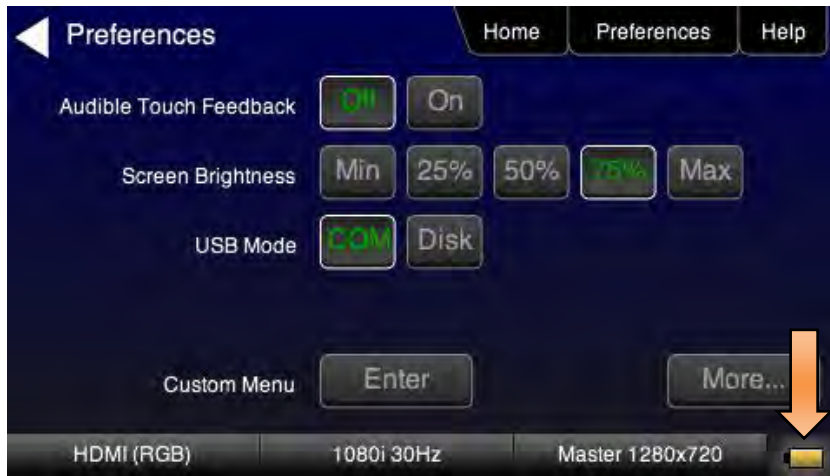 Preferences Home Preferences Help
Audible Touch Feedback Off On
Screen Brightness Min 25% 50% 75% Max
USB Mode COM Disk
Custom Menu Enter More...
HDMI (RGB) 1080i 30Hz Master 1280x720